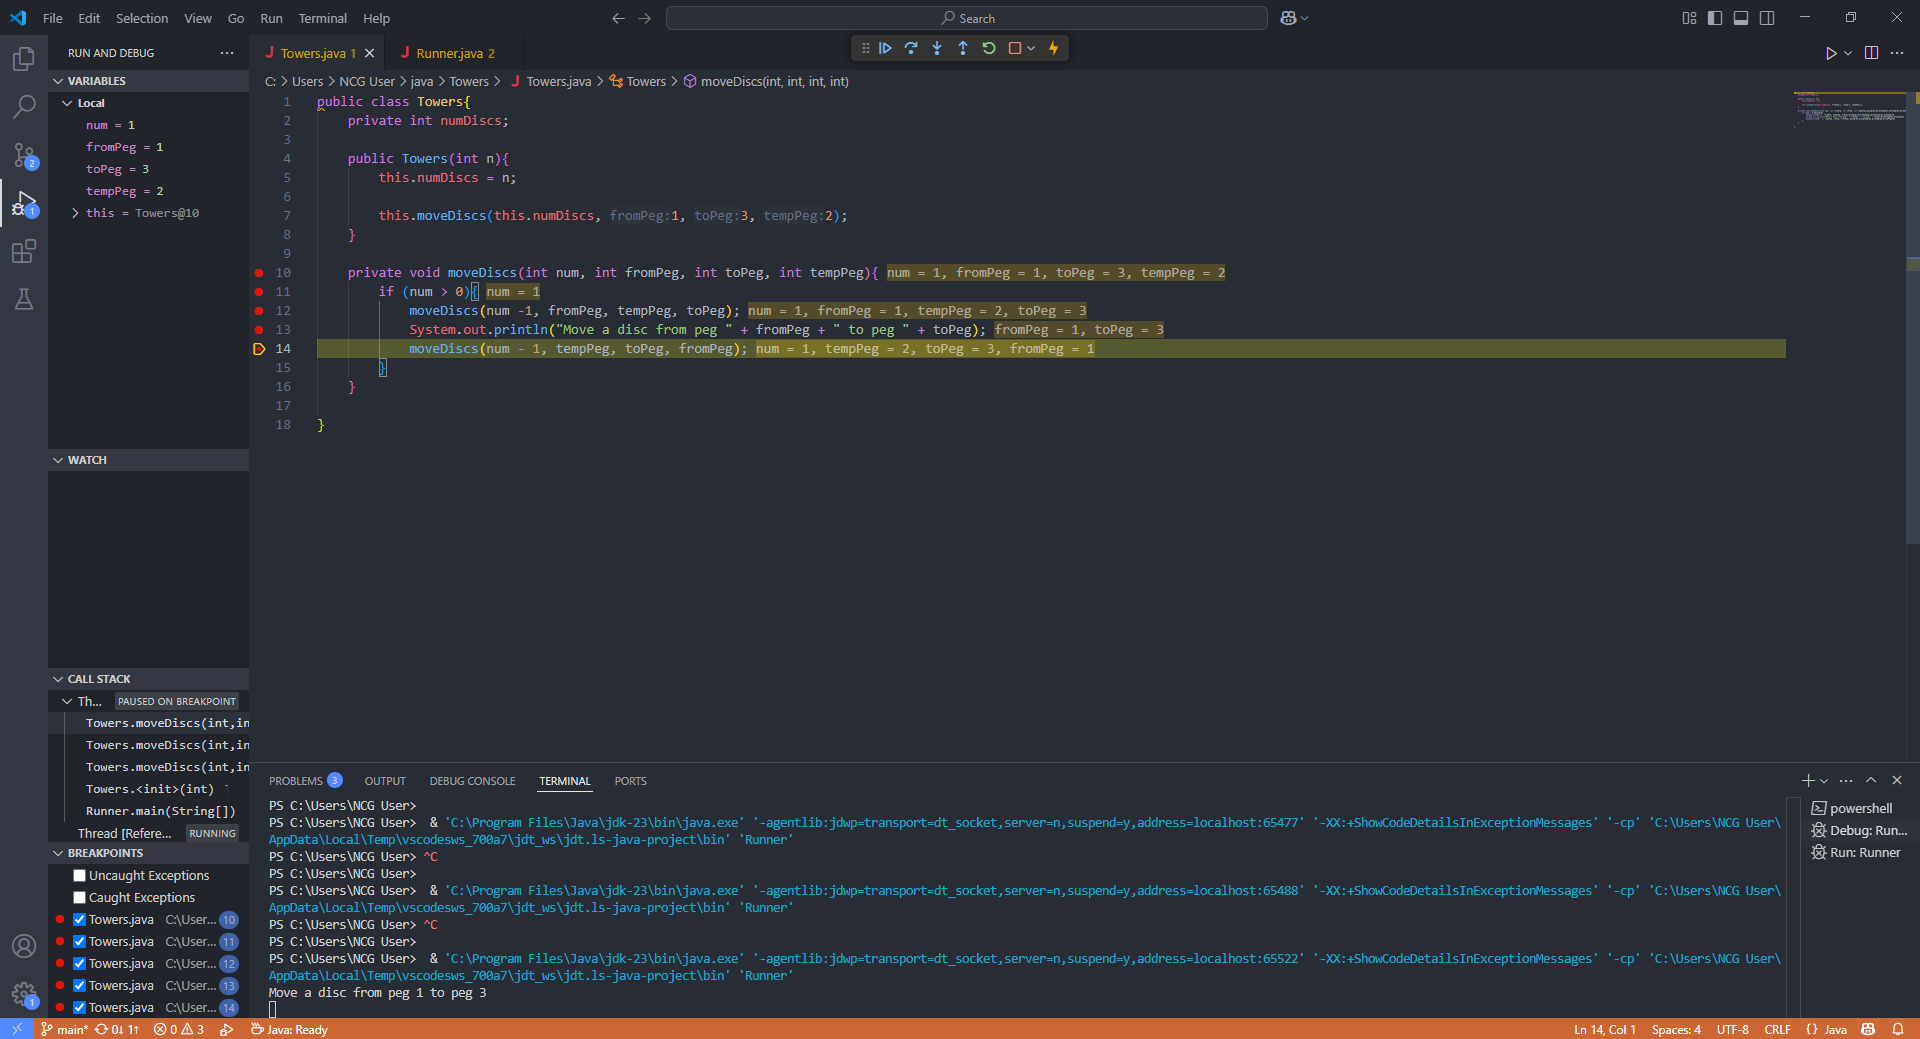 File Edit Selection View Go Run Terminal Help
Search
RUN AND DEBUG
VARIABLES
Local
num = 1
fromPeg = 1
toPeg = 3
tempPeg = 2
this = Towers@10
WATCH
CALL STACK
Th... PAUSED ON BREAKPOINT
Towers.moveDiscs(int,in
Towers.moveDiscs(int,in
Towers.moveDiscs(int,in
Towers.<init>(int)
Runner.main(String[])
Thread [Refere... RUNNING
BREAKPOINTS
Uncaught Exceptions
Caught Exceptions
Towers.java C:\User... 10
Towers.java C:\User... 11
Towers.java C:\User... 12
Towers.java C:\User... 13
Towers.java C:\User... 14
2
1
1
J Towers.java 1
J Runner.java 2
C: > Users > NCG User > java > Towers > J Towers.java > Towers > moveDiscs(int, int, int, int)
1 public class Towers{
2 private int numDiscs;
3
4 public Towers(int n){
5 this.numDiscs = n;
6
7 this.moveDiscs(this.numDiscs, fromPeg:1, toPeg:3, tempPeg:2);
8 }
9
10 private void moveDiscs(int num, int fromPeg, int toPeg, int tempPeg){ num = 1, fromPeg = 1, toPeg = 3, tempPeg = 2
11 if (num > 0){ num = 1
12 moveDiscs(num -1, fromPeg, tempPeg, toPeg); num = 1, fromPeg = 1, tempPeg = 2, toPeg = 3
13 System.out.println("Move a disc from peg " + fromPeg + " to peg " + toPeg); fromPeg = 1, toPeg = 3
14 moveDiscs(num - 1, tempPeg, toPeg, fromPeg); num = 1, tempPeg = 2, toPeg = 3, fromPeg = 1
15 }
16 }
17
18 }
PROBLEMS 3 OUTPUT DEBUG CONSOLE TERMINAL PORTS
PS C:\Users\NCG User>
PS C:\Users\NCG User> & 'C:\Program Files\Java\jdk-23\bin\java.exe' '-agentlib:jdwp=transport=dt_socket,server=n,suspend=y,address=localhost:65477' '-XX:+ShowCodeDetailsInExceptionMessages' '-cp' 'C:\Users\NCG User\
AppData\Local\Temp\vscodesws_700a7\jdt_ws\jdt.ls-java-project\bin' 'Runner'
PS C:\Users\NCG User> ^C
PS C:\Users\NCG User>
PS C:\Users\NCG User> & 'C:\Program Files\Java\jdk-23\bin\java.exe' '-agentlib:jdwp=transport=dt_socket,server=n,suspend=y,address=localhost:65488' '-XX:+ShowCodeDetailsInExceptionMessages' '-cp' 'C:\Users\NCG User\
AppData\Local\Temp\vscodesws_700a7\jdt_ws\jdt.ls-java-project\bin' 'Runner'
PS C:\Users\NCG User> ^C
PS C:\Users\NCG User>
PS C:\Users\NCG User> & 'C:\Program Files\Java\jdk-23\bin\java.exe' '-agentlib:jdwp=transport=dt_socket,server=n,suspend=y,address=localhost:65522' '-XX:+ShowCodeDetailsInExceptionMessages' '-cp' 'C:\Users\NCG User\
AppData\Local\Temp\vscodesws_700a7\jdt_ws\jdt.ls-java-project\bin' 'Runner'
Move a disc from peg 1 to peg 3
powershell
Debug: Run...
Run: Runner
main* 0↓ 1↑ 0 3 Java: Ready
Ln 14, Col 1 Spaces: 4 UTF-8 CRLF {} Java